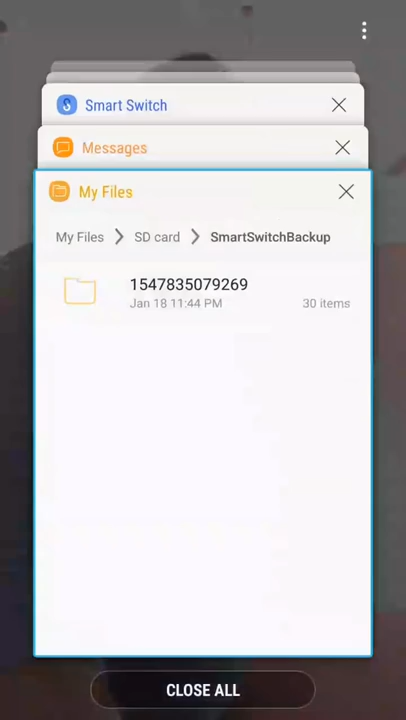 Smart Switch
Messages
My Files
My Files > SD card > SmartSwitchBackup
1547835079269
Jan 18 11:44 PM 30 items
CLOSE ALL